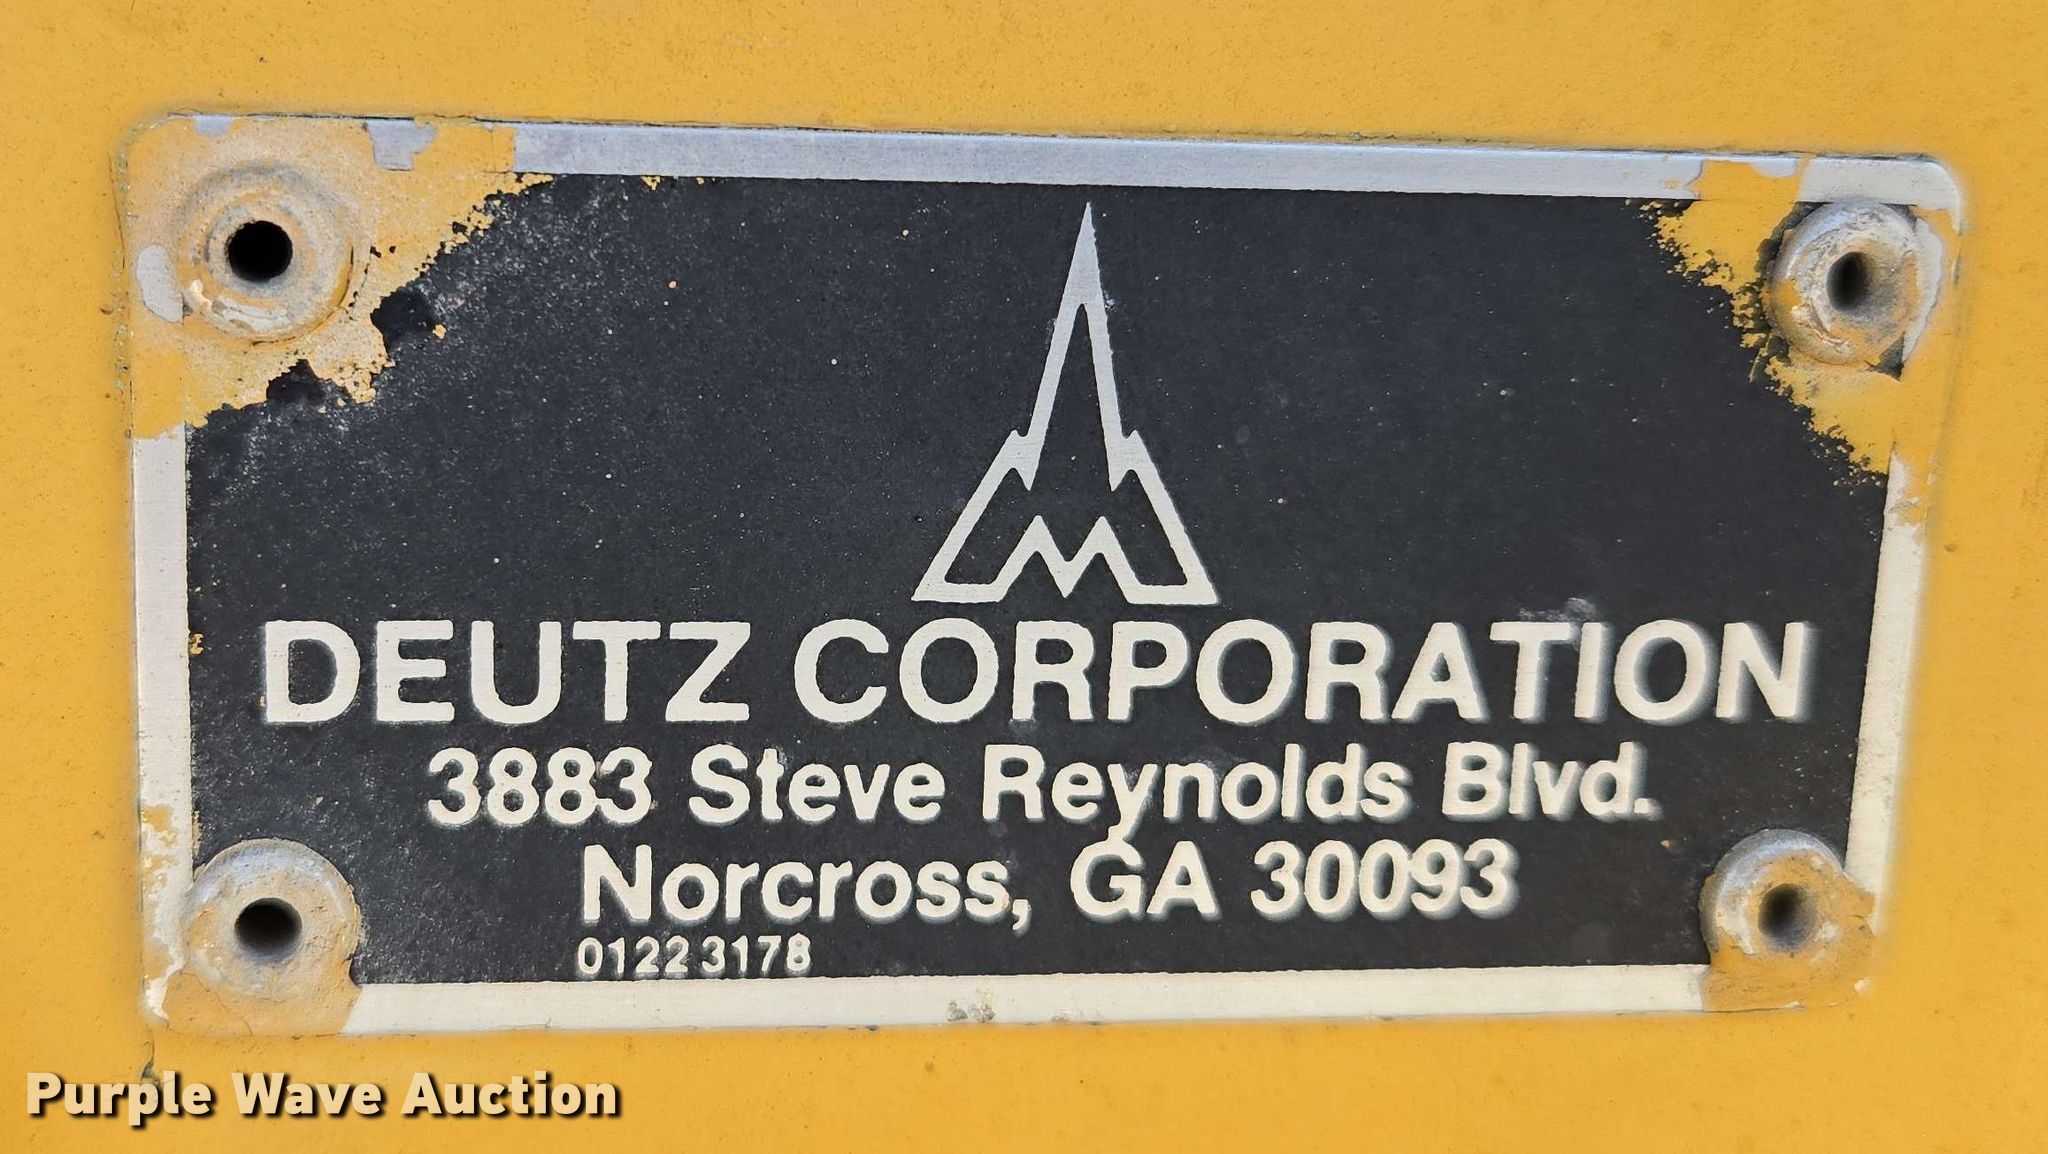 DEUTZ CORPORATION
3883 Steve Reynolds Blvd.
Norcross, GA 30093
01223178
Purple Wave Auction